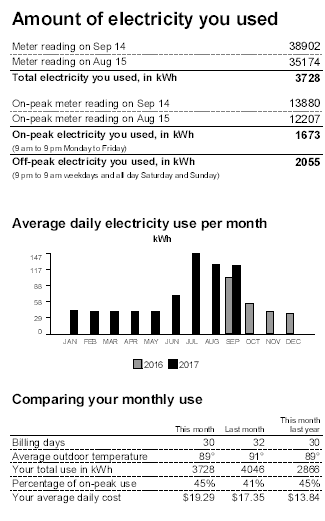 Amount of electricity you used
Meter reading on Sep 14 38902
Meter reading on Aug 15 35174
Total electricity you used, in kWh 3728
On-peak meter reading on Sep 14 13880
On-peak meter reading on Aug 15 12207
On-peak electricity you used, in kWh 1673
(9 am to 9 pm Monday to Friday)
Off-peak electricity you used, in kWh 2055
(9 pm to 9 am weekdays and all day Saturday and Sunday)
Average daily electricity use per month
kWh
147
117
88
58
29
0
JAN FEB MAR APR MAY JUN JUL AUG SEP OCT NOV DEC
2016 2017
Comparing your monthly use
This month Last month This month last year
Billing days 30 32 30
Average outdoor temperature 89° 91° 89°
Your total use in kWh 3728 4046 2866
Percentage of on-peak use 45% 41% 45%
Your average daily cost $19.29 $17.35 $13.84